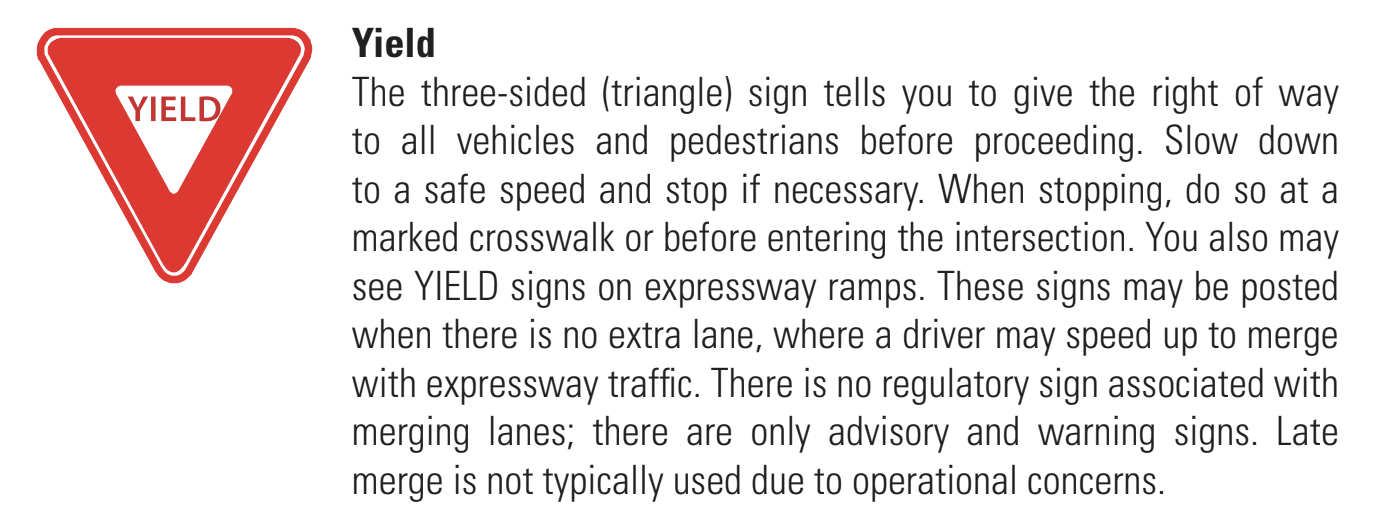 YIELD
Yield
The three-sided (triangle) sign tells you to give the right of way
to all vehicles and pedestrians before proceeding. Slow down
to a safe speed and stop if necessary. When stopping, do so at a
marked crosswalk or before entering the intersection. You also may
see YIELD signs on expressway ramps. These signs may be posted
when there is no extra lane, where a driver may speed up to merge
with expressway traffic. There is no regulatory sign associated with
merging lanes; there are only advisory and warning signs. Late
merge is not typically used due to operational concerns.